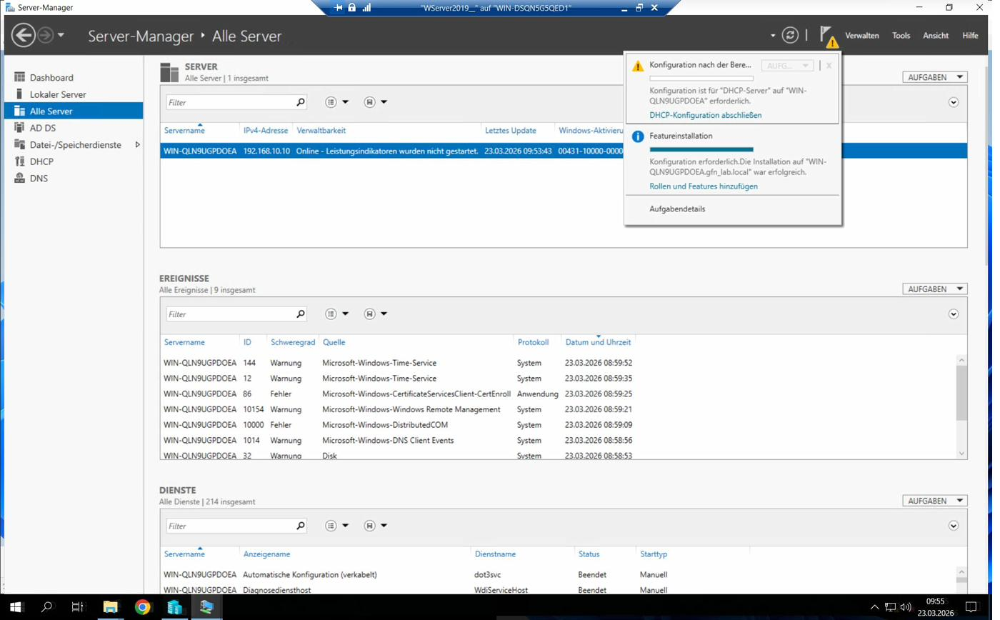 Server-Manager
"WServer2019__" auf "WIN-DSQN5G5QED1"
Server-Manager ‣ Alle Server
Verwalten Tools Ansicht Hilfe
Dashboard
Lokaler Server
Alle Server
AD DS
Datei-/Speicherdienste
DHCP
DNS
SERVER
Alle Server | 1 insgesamt
AUFGABEN
Filter
Servername IPv4-Adresse Verwaltbarkeit Letztes Update Windows-Aktivieru
WIN-QLN9UGPDOEA 192.168.10.10 Online - Leistungsindikatoren wurden nicht gestartet. 23.03.2026 09:53:43 00431-10000-0000
Konfiguration nach der Bere... AUFG... X
Konfiguration ist für "DHCP-Server" auf "WIN-
QLN9UGPDOEA" erforderlich.
DHCP-Konfiguration abschließen
Featureinstallation
Konfiguration erforderlich.Die Installation auf "WIN-
QLN9UGPDOEA.gfn_lab.local" war erfolgreich.
Rollen und Features hinzufügen
Aufgabendetails
EREIGNISSE
Alle Ereignisse | 9 insgesamt
AUFGABEN
Filter
Servername ID Schweregrad Quelle Protokoll Datum und Uhrzeit
WIN-QLN9UGPDOEA 144 Warnung Microsoft-Windows-Time-Service System 23.03.2026 08:59:52
WIN-QLN9UGPDOEA 12 Warnung Microsoft-Windows-Time-Service System 23.03.2026 08:59:35
WIN-QLN9UGPDOEA 86 Fehler Microsoft-Windows-CertificateServicesClient-CertEnroll Anwendung 23.03.2026 08:59:25
WIN-QLN9UGPDOEA 10154 Warnung Microsoft-Windows-Windows Remote Management System 23.03.2026 08:59:21
WIN-QLN9UGPDOEA 10000 Fehler Microsoft-Windows-DistributedCOM System 23.03.2026 08:59:09
WIN-QLN9UGPDOEA 1014 Warnung Microsoft-Windows-DNS Client Events System 23.03.2026 08:58:56
WIN-QLN9UGPDOEA 32 Warnung Disk System 23.03.2026 08:58:53
DIENSTE
Alle Dienste | 214 insgesamt
AUFGABEN
Filter
Servername Anzeigename Dienstname Status Starttyp
WIN-QLN9UGPDOEA Automatische Konfiguration (verkabelt) dot3svc Beendet Manuell
WIN-QLN9UGPDOEA Diagnosediensthost WdiServiceHost Beendet Manuell
09:55
23.03.2026